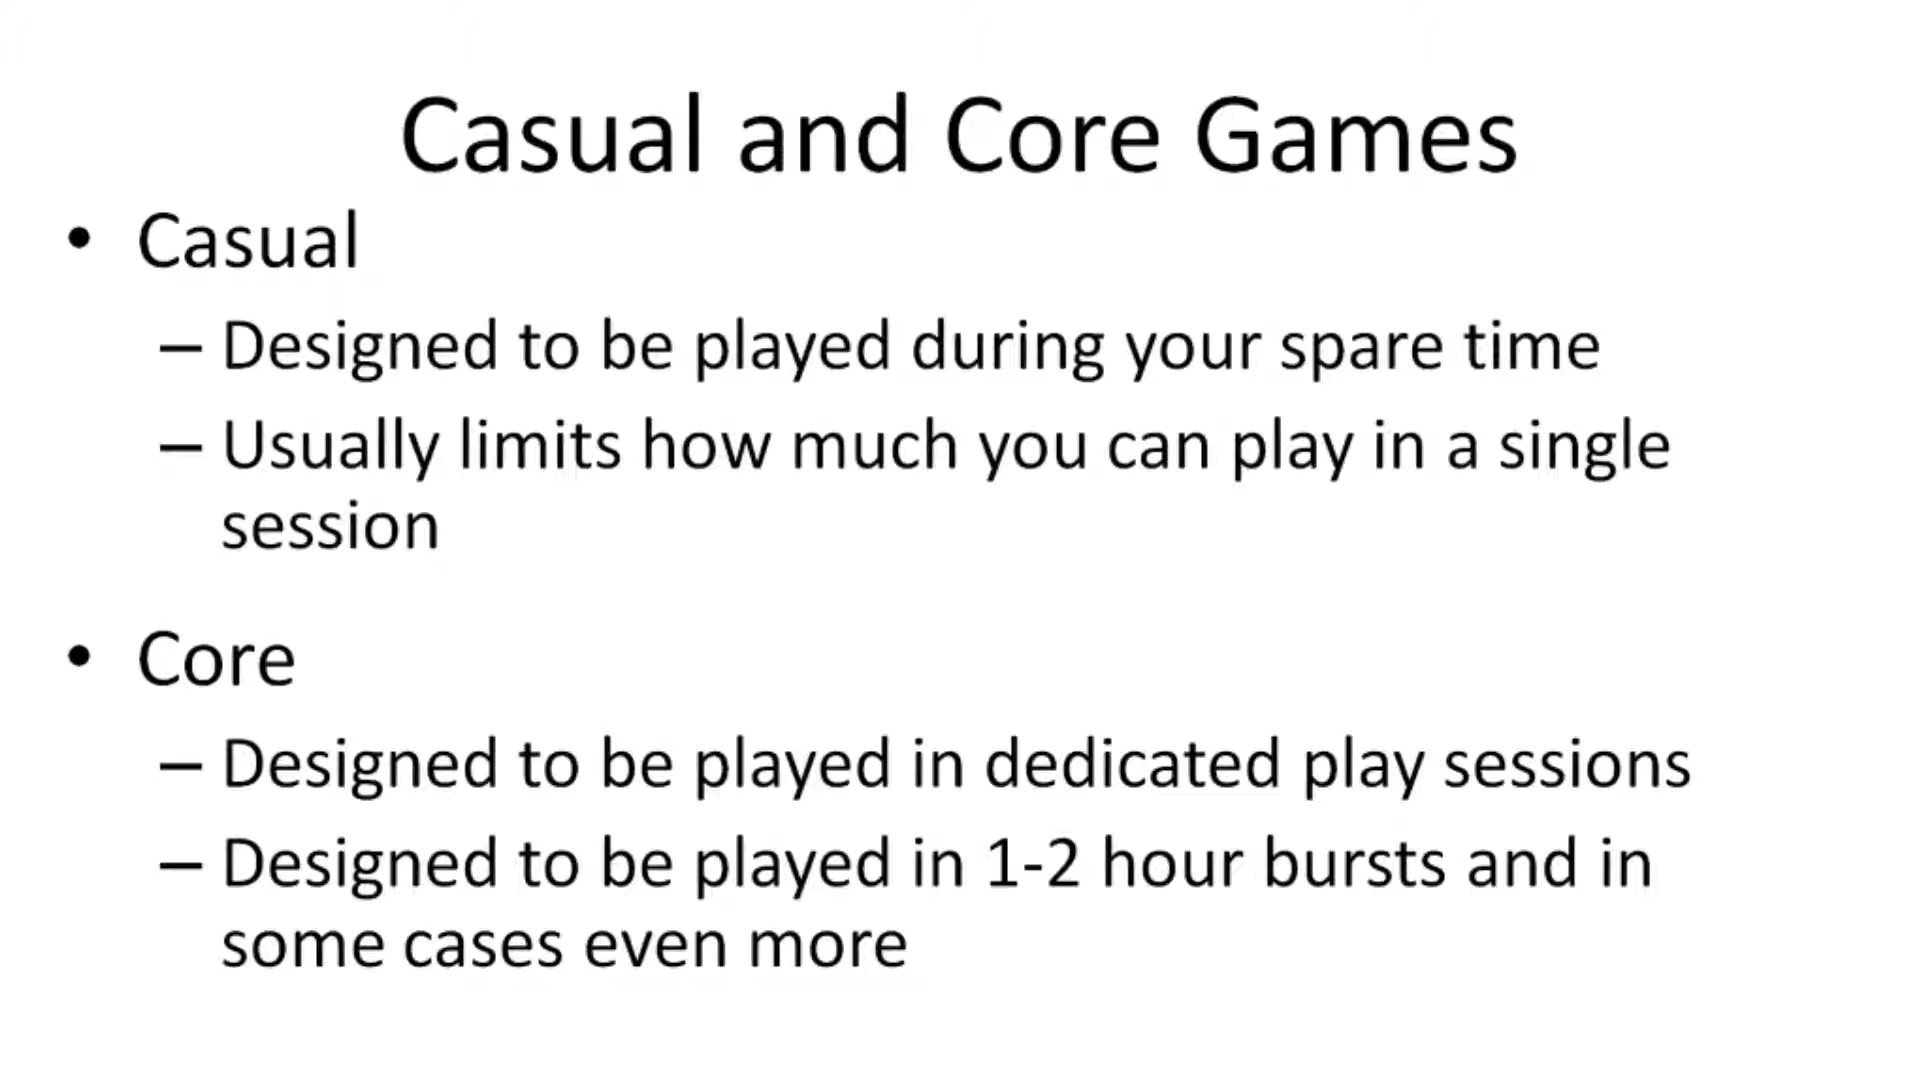 Casual and Core Games
• Casual
– Designed to be played during your spare time
– Usually limits how much you can play in a single
session
• Core
– Designed to be played in dedicated play sessions
– Designed to be played in 1-2 hour bursts and in
some cases even more